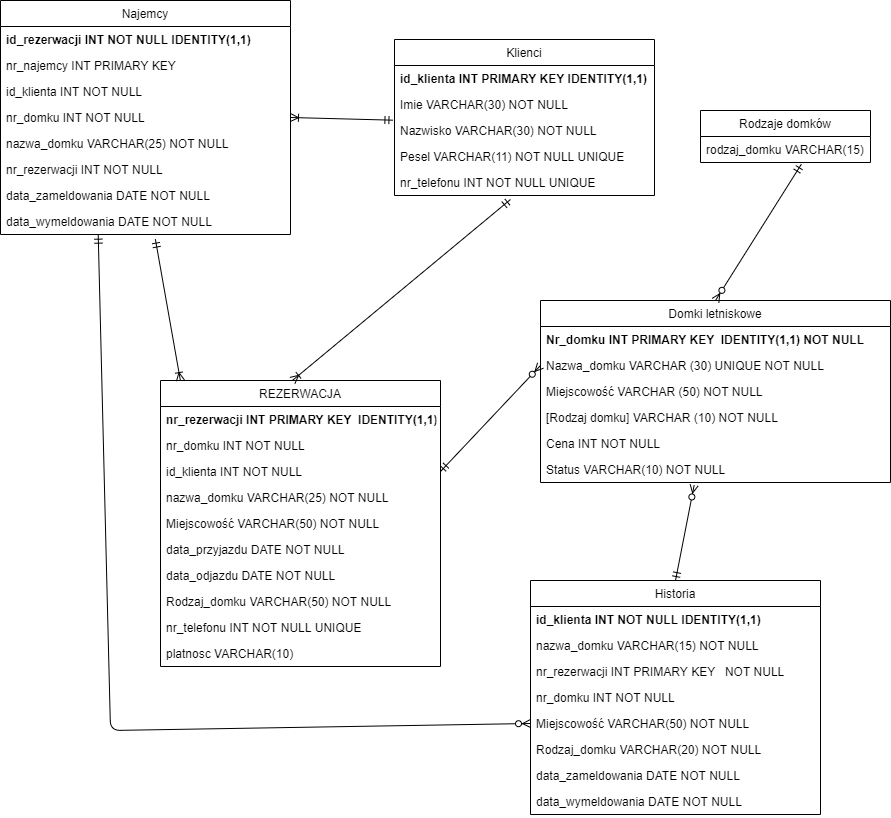 Najemcy
id_rezerwacji INT NOT NULL IDENTITY(1,1)
nr_najemcy INT PRIMARY KEY
id_klienta INT NOT NULL
nr_domku INT NOT NULL
nazwa_domku VARCHAR(25) NOT NULL
nr_rezerwacji INT NOT NULL
data_zameldowania DATE NOT NULL
data_wymeldowania DATE NOT NULL
Klienci
id_klienta INT PRIMARY KEY IDENTITY(1,1)
Imie VARCHAR(30) NOT NULL
Nazwisko VARCHAR(30) NOT NULL
Pesel VARCHAR(11) NOT NULL UNIQUE
nr_telefonu INT NOT NULL UNIQUE
Rodzaje domków
rodzaj_domku VARCHAR(15)
Domki letniskowe
Nr_domku INT PRIMARY KEY IDENTITY(1,1) NOT NULL
Nazwa_domku VARCHAR (30) UNIQUE NOT NULL
Miejscowość VARCHAR (50) NOT NULL
[Rodzaj domku] VARCHAR (10) NOT NULL
Cena INT NOT NULL
Status VARCHAR(10) NOT NULL
REZERWACJA
nr_rezerwacji INT PRIMARY KEY IDENTITY(1,1)
nr_domku INT NOT NULL
id_klienta INT NOT NULL
nazwa_domku VARCHAR(25) NOT NULL
Miejscowość VARCHAR(50) NOT NULL
data_przyjazdu DATE NOT NULL
data_odjazdu DATE NOT NULL
Rodzaj_domku VARCHAR(50) NOT NULL
nr_telefonu INT NOT NULL UNIQUE
platnosc VARCHAR(10)
Historia
id_klienta INT NOT NULL IDENTITY(1,1)
nazwa_domku VARCHAR(15) NOT NULL
nr_rezerwacji INT PRIMARY KEY NOT NULL
nr_domku INT NOT NULL
Miejscowość VARCHAR(50) NOT NULL
Rodzaj_domku VARCHAR(20) NOT NULL
data_zameldowania DATE NOT NULL
data_wymeldowania DATE NOT NULL